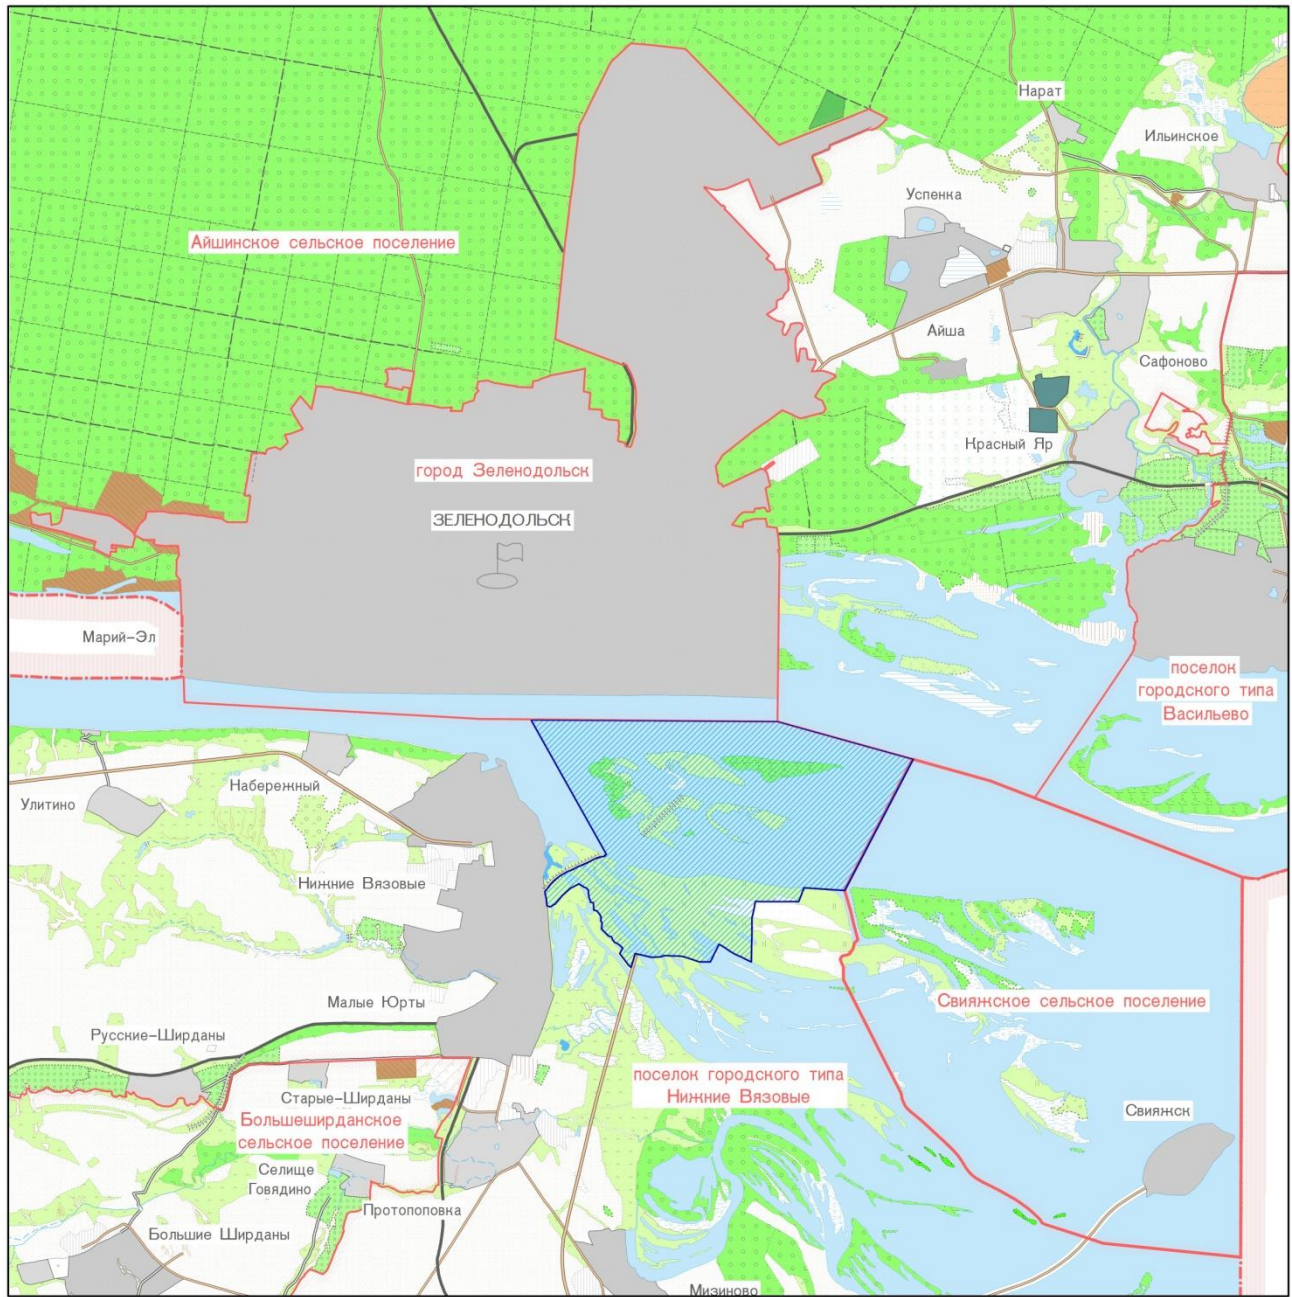 Нарат
Ильинское
Успенка
Айшинское сельское поселение
Айша
Сафоново
Красный Яр
город Зеленодольск
ЗЕЛЕНОДОЛЬСК
Марий-Эл
поселок
городского типа
Васильево
Набережный
Улитино
Нижние Вязовые
Малые Юрты
Свияжское сельское поселение
Русские-Ширданы
поселок городского типа
Нижние Вязовые
Старые-Ширданы
Большеширданское
сельское поселение
Свияжск
Селище
Говядино
Протопоповка
Большие Ширданы
Мизиново